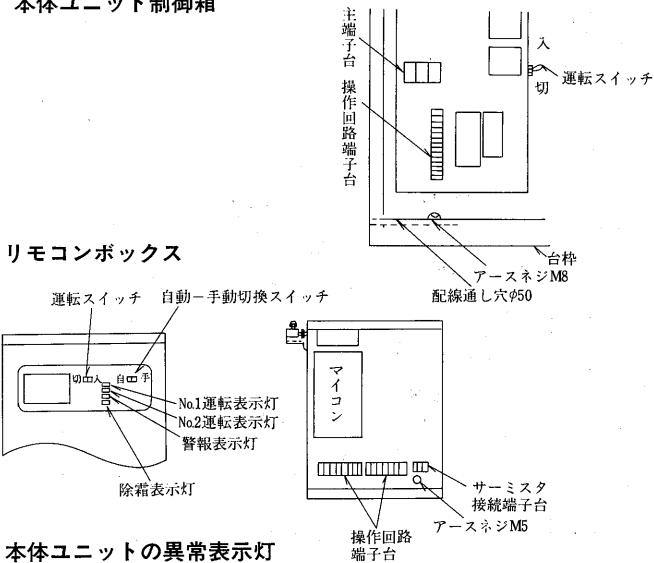 本体ユニット制御箱
主端子台
入
運転スイッチ
切
操作回路端子台
台枠
アースネジM8
配線通し穴φ50
リモコンボックス
運転スイッチ
自動−手動切換スイッチ
切
入
自
手
No.1運転表示灯
No.2運転表示灯
警報表示灯
除霜表示灯
マイコン
サーミスタ
接続端子台
アースネジM5
操作回路
端子台
本体ユニットの異常表示灯